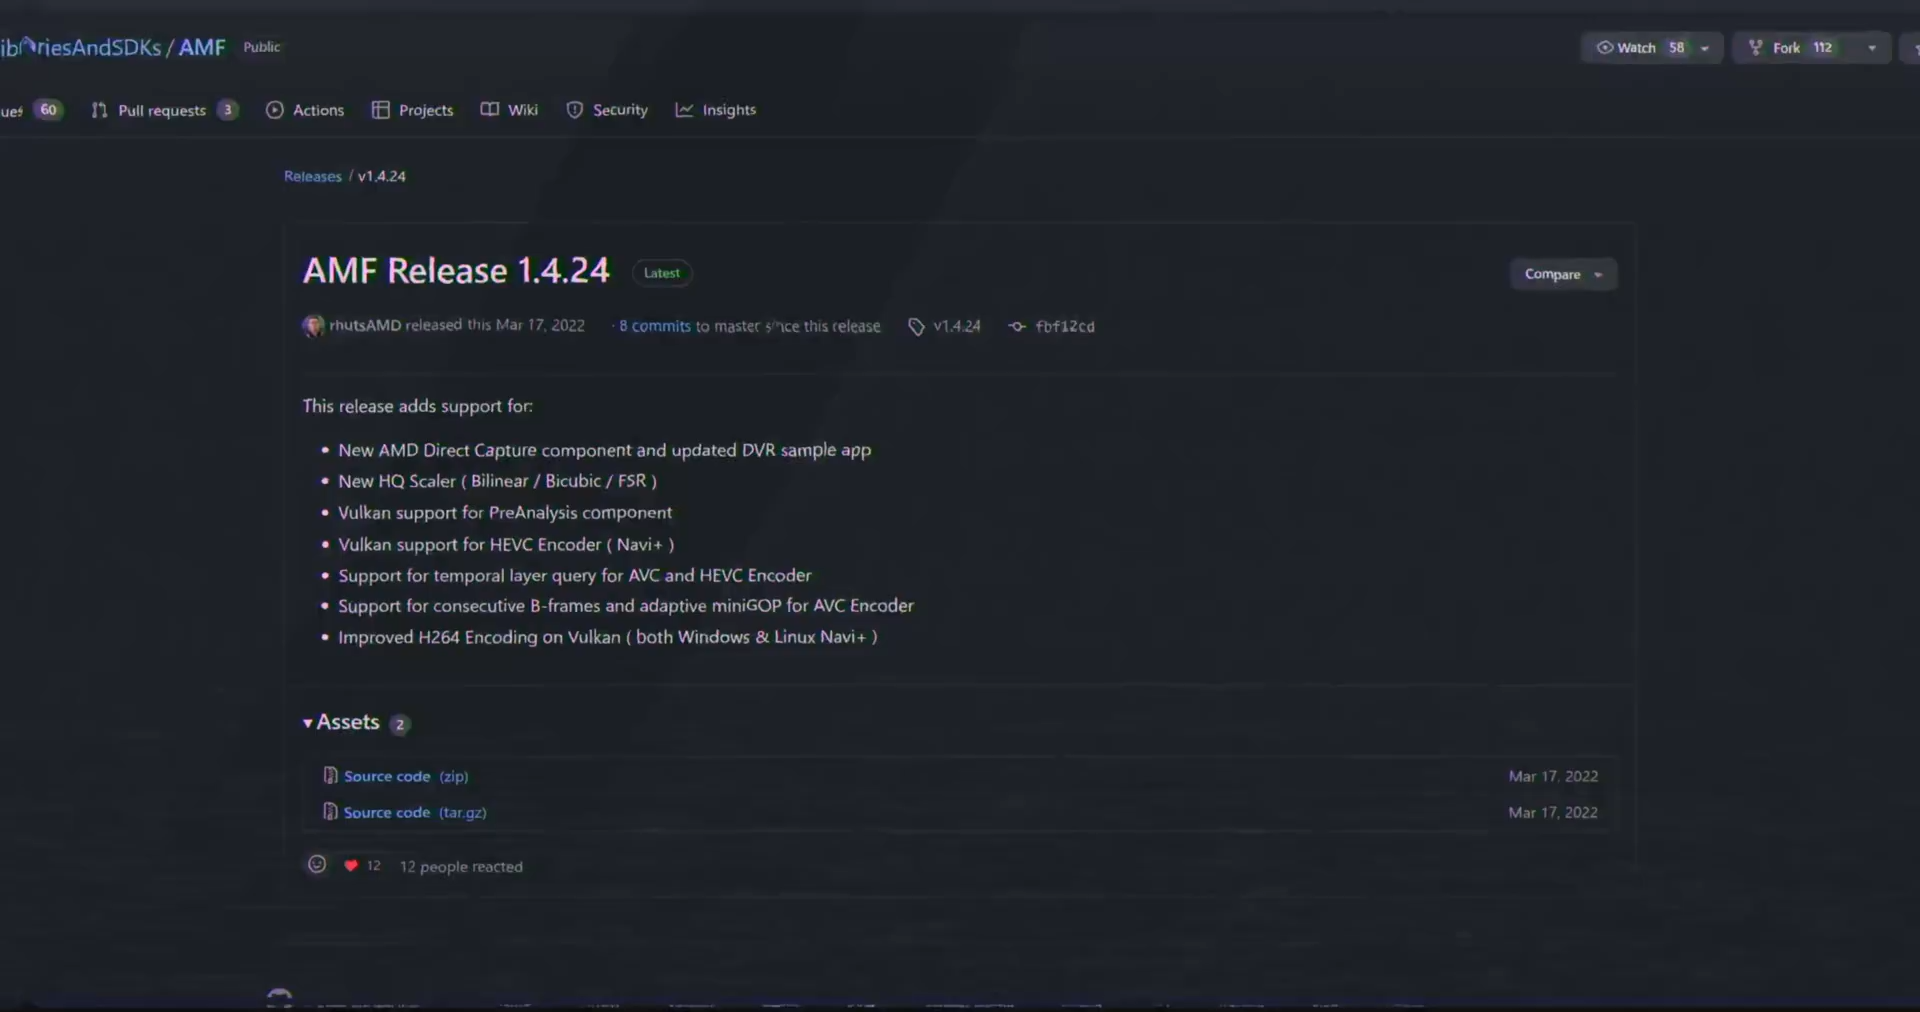 riesAndSDKs / AMF Public
Watch 58
Fork 112
60
Pull requests 3
Actions
Projects
Wiki
Security
Insights
Releases / v1.4.24
AMF Release 1.4.24 Latest
Compare
rhutsAMD released this Mar 17, 2022 · 8 commits to master since this release v1.4.24 fbf12cd
This release adds support for:
• New AMD Direct Capture component and updated DVR sample app
• New HQ Scaler ( Bilinear / Bicubic / FSR )
• Vulkan support for PreAnalysis component
• Vulkan support for HEVC Encoder ( Navi+ )
• Support for temporal layer query for AVC and HEVC Encoder
• Support for consecutive B-frames and adaptive miniGOP for AVC Encoder
• Improved H264 Encoding on Vulkan ( both Windows & Linux Navi+ )
Assets 2
Source code (zip) Mar 17, 2022
Source code (tar.gz) Mar 17, 2022
12 12 people reacted